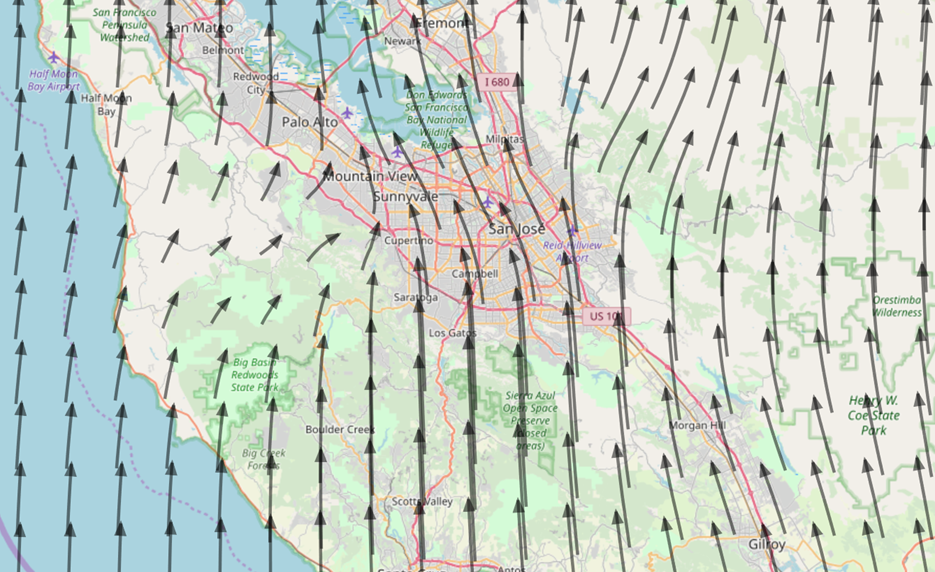 San Francisco
Peninsula
Watershed
San Mateo
Belmont
Fremont
Newark
Half Moon
Bay Airport
Redwood
City
I 680
Half Moon
Bay
Don Edwards
San Francisco
Bay National
Wildlife
Refuge
Palo Alto
Milpitas
Mountain View
Sunnyvale
San José
Cupertino
Reid-Hillview
Airport
Campbell
Saratoga
Orestimba
Wilderness
US 101
Los Gatos
Big Basin
Redwoods
State Park
Sierra Azul
Open Space
Preserve
(closed
areas)
Henry W.
Coe State
Park
Boulder Creek
Morgan Hill
Big Creek
Scotts Valley
Gilroy
Aptos